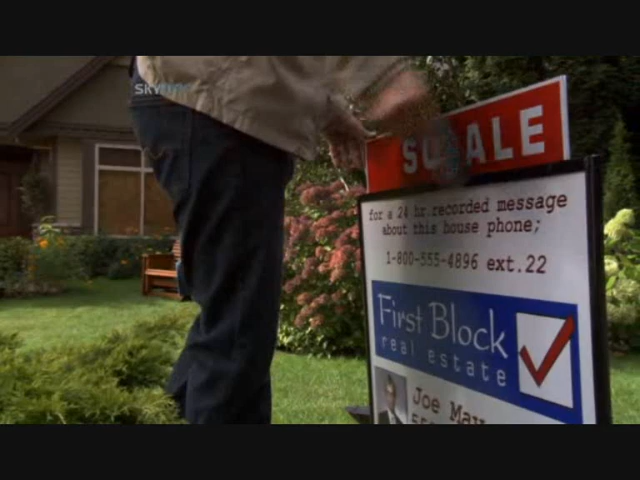 SKY
SALE
for a 24 hr.recorded message
about this house phone;
1-800-555-4896 ext.22
First Block
real estate
Joe